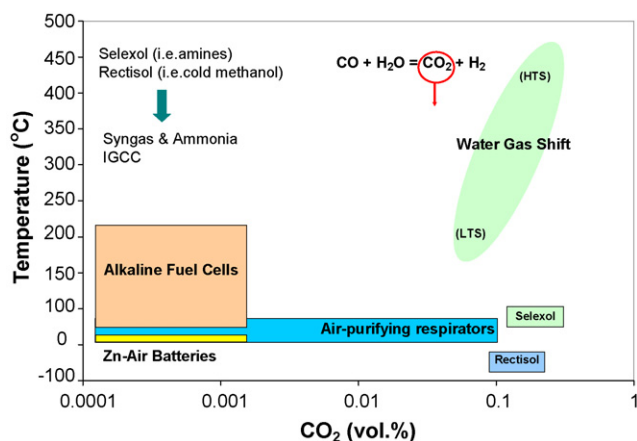 500
450
400
350
300
250
200
150
100
0
-100
Temperature (°C)
Selexol (i.e.amines)
Rectisol (i.e.cold methanol)
Syngas & Ammonia
IGCC
CO + H₂O = CO₂ + H₂
(HTS)
Water Gas Shift
(LTS)
Alkaline Fuel Cells
Air-purifying respirators
Selexol
Zn-Air Batteries
Rectisol
0.0001
0.001
0.01
0.1
1
CO₂ (vol.%)